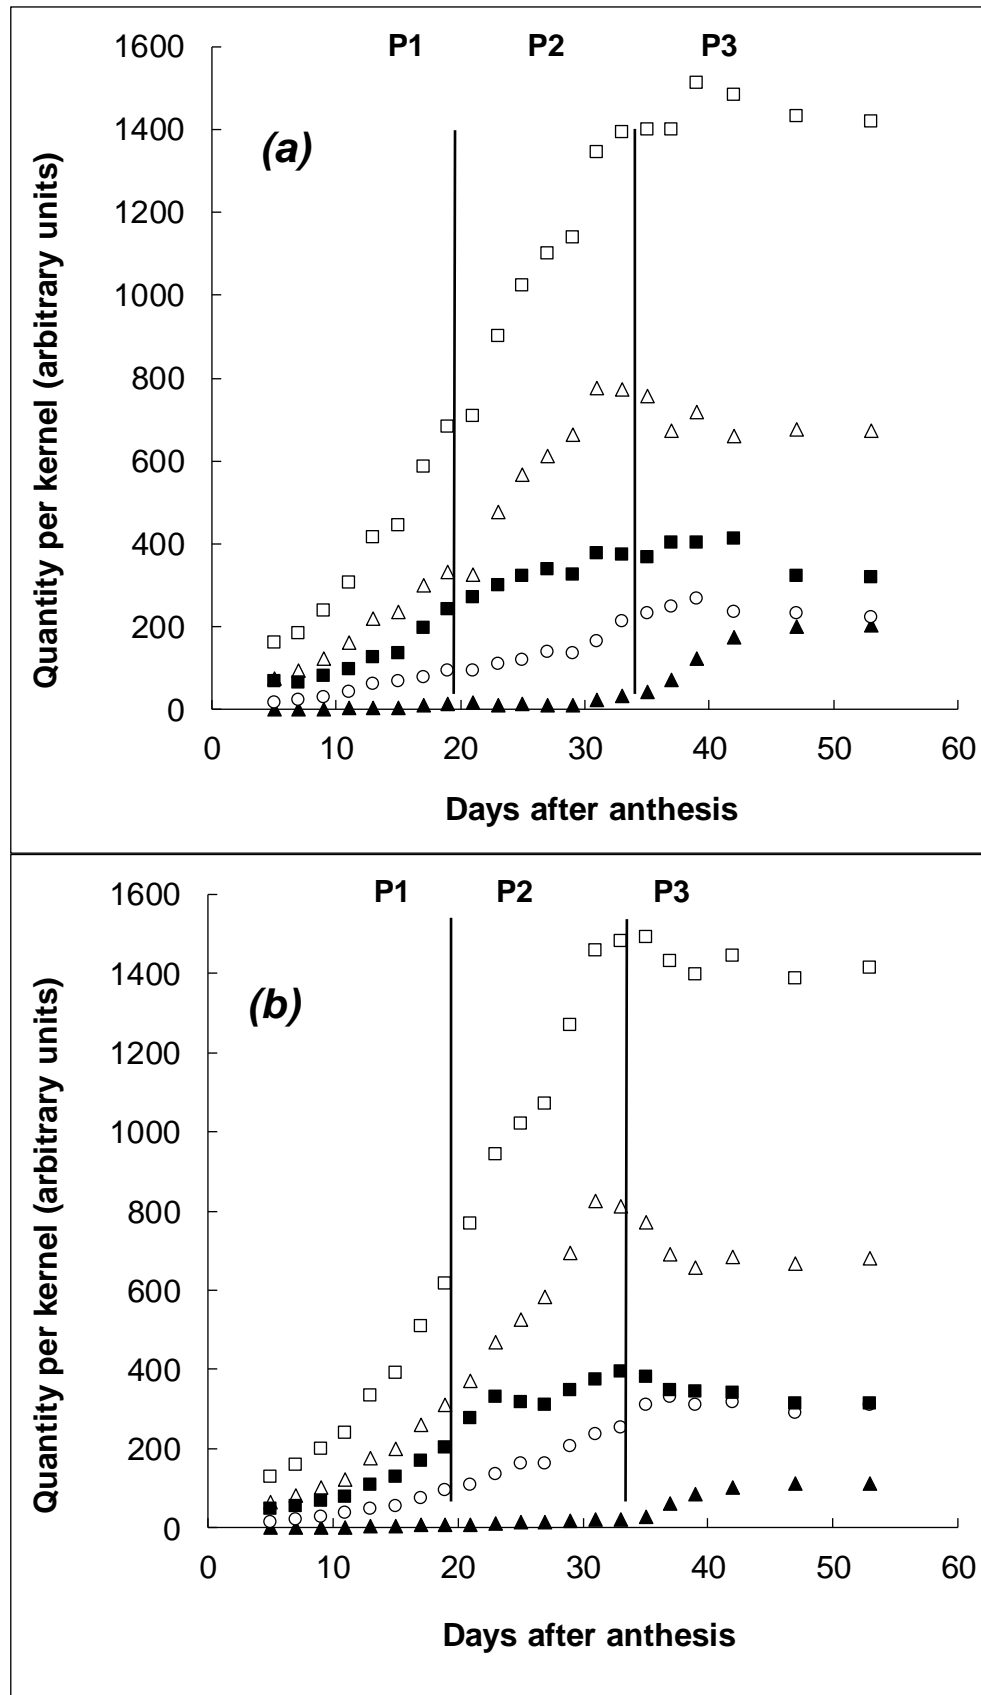 P1 P2 P3
1600
1400
1200
1000
800
600
400
200
0
(a)
Quantity per kernel (arbitrary units)
0 10 20 30 40 50 60
Days after anthesis
P1 P2 P3
1600
1400
1200
1000
800
600
400
200
0
(b)
Quantity per kernel (arbitrary units)
0 10 20 30 40 50 60
Days after anthesis